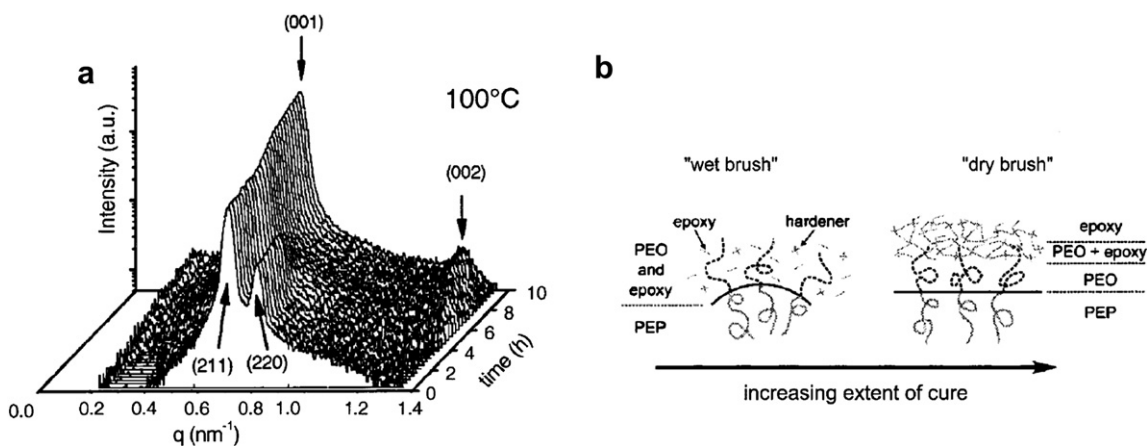 a
(001)
100°C
(002)
Intensity (a.u.)
(211)
(220)
0.0
0.2
0.4
0.6
0.8
1.0
1.2
1.4
q (nm⁻¹)
0
2
4
6
8
10
time (h)
b
"wet brush"
"dry brush"
epoxy
hardener
PEO
and
epoxy
PEP
epoxy
PEO + epoxy
PEO
PEP
increasing extent of cure